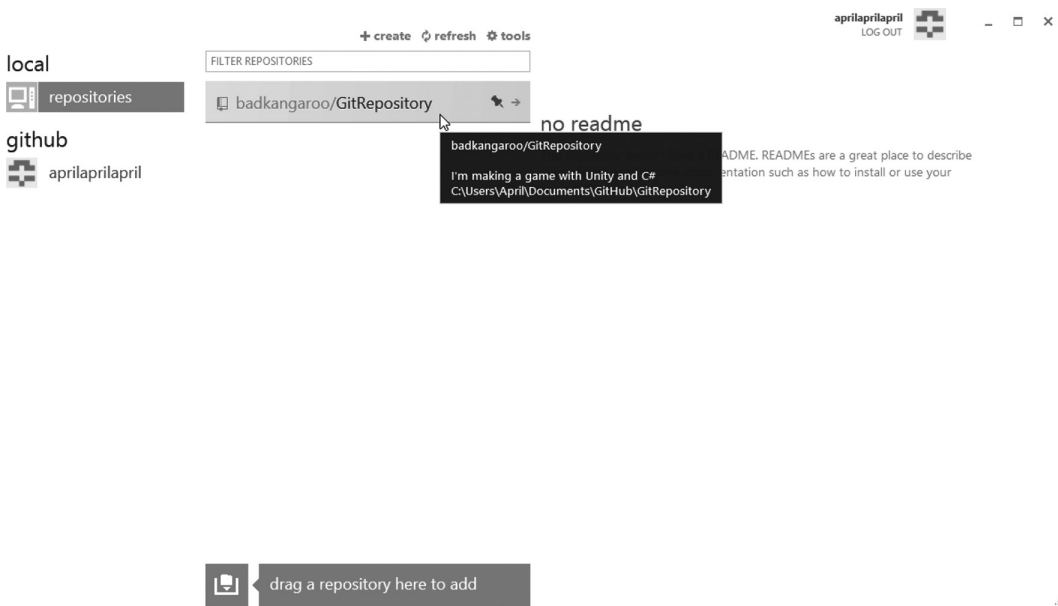 aprilaprilapril
LOG OUT
create refresh tools
local
FILTER REPOSITORIES
repositories
badkangaroo/GitRepository
no readme
github
badkangaroo/GitRepository
ADME. READMEs are a great place to describe
aprilaprilapril
I'm making a game with Unity and C#
entation such as how to install or use your
C:\Users\April\Documents\GitHub\GitRepository
drag a repository here to add